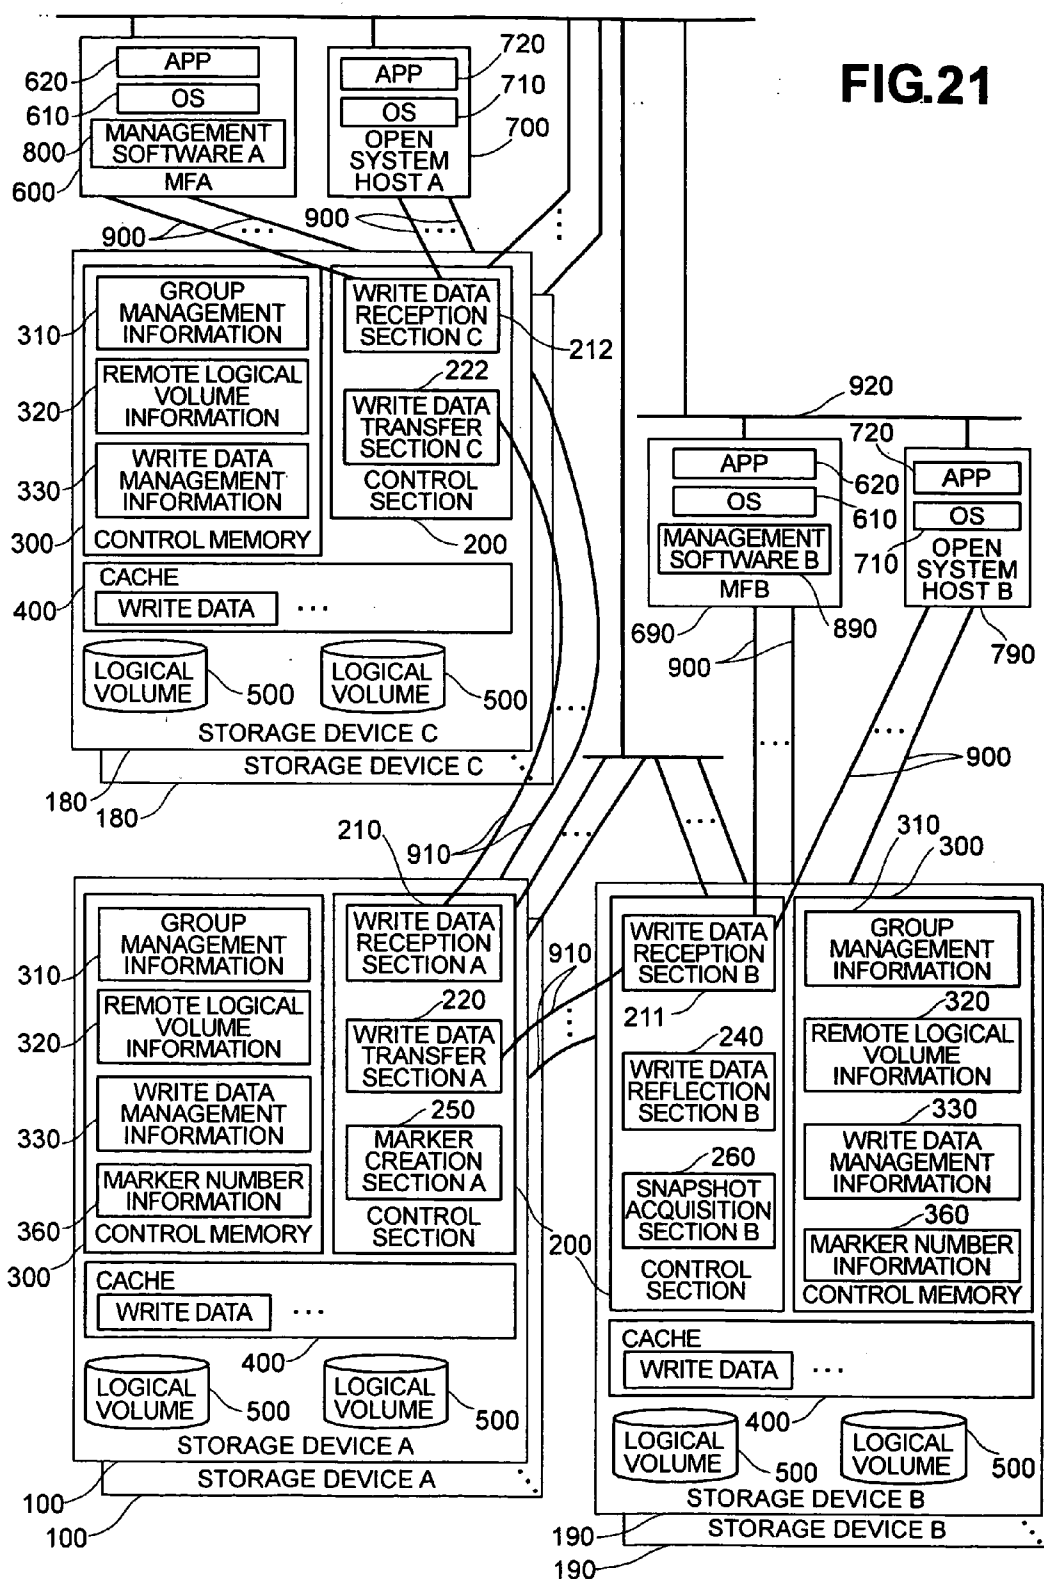 FIG.21
620
APP
610
OS
800
MANAGEMENT
SOFTWARE A
600
MFA
720
APP
710
OS
700
OPEN
SYSTEM
HOST A
900
900
310
GROUP
MANAGEMENT
INFORMATION
320
REMOTE LOGICAL
VOLUME
INFORMATION
330
WRITE DATA
MANAGEMENT
INFORMATION
300
CONTROL MEMORY
WRITE DATA
RECEPTION
SECTION C
212
222
WRITE DATA
TRANSFER
SECTION C
CONTROL
SECTION
200
CACHE
400
WRITE DATA
LOGICAL
VOLUME
500
LOGICAL
VOLUME
500
STORAGE DEVICE C
STORAGE DEVICE C
180
180
920
APP
620
OS
610
MANAGEMENT
SOFTWARE B
MFB
690
890
900
720
APP
OS
710
OPEN
SYSTEM
HOST B
790
900
210
910
310
GROUP
MANAGEMENT
INFORMATION
320
REMOTE LOGICAL
VOLUME
INFORMATION
330
WRITE DATA
MANAGEMENT
INFORMATION
360
MARKER NUMBER
INFORMATION
300
CONTROL MEMORY
WRITE DATA
RECEPTION
SECTION A
220
WRITE DATA
TRANSFER
SECTION A
250
MARKER
CREATION
SECTION A
CONTROL
SECTION
200
910
CACHE
WRITE DATA
400
LOGICAL
VOLUME
500
LOGICAL
VOLUME
500
STORAGE DEVICE A
STORAGE DEVICE A
100
100
310
300
WRITE DATA
RECEPTION
SECTION B
211
240
WRITE DATA
REFLECTION
SECTION B
260
SNAPSHOT
ACQUISITION
SECTION B
CONTROL
SECTION
GROUP
MANAGEMENT
INFORMATION
320
REMOTE LOGICAL
VOLUME
INFORMATION
330
WRITE DATA
MANAGEMENT
INFORMATION
360
MARKER NUMBER
INFORMATION
CONTROL MEMORY
CACHE
WRITE DATA
400
LOGICAL
VOLUME
500
LOGICAL
VOLUME
500
STORAGE DEVICE B
STORAGE DEVICE B
190
190